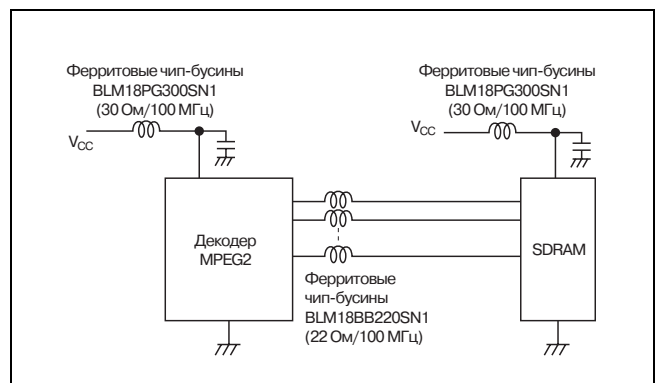 Ферритовые чип-бусины
BLM18PG300SN1
(30 Ом/100 МГц)
VCC
Ферритовые чип-бусины
BLM18PG300SN1
(30 Ом/100 МГц)
VCC
Декодер
MPEG2
SDRAM
Ферритовые
чип-бусины
BLM18BB220SN1
(22 Ом/100 МГц)